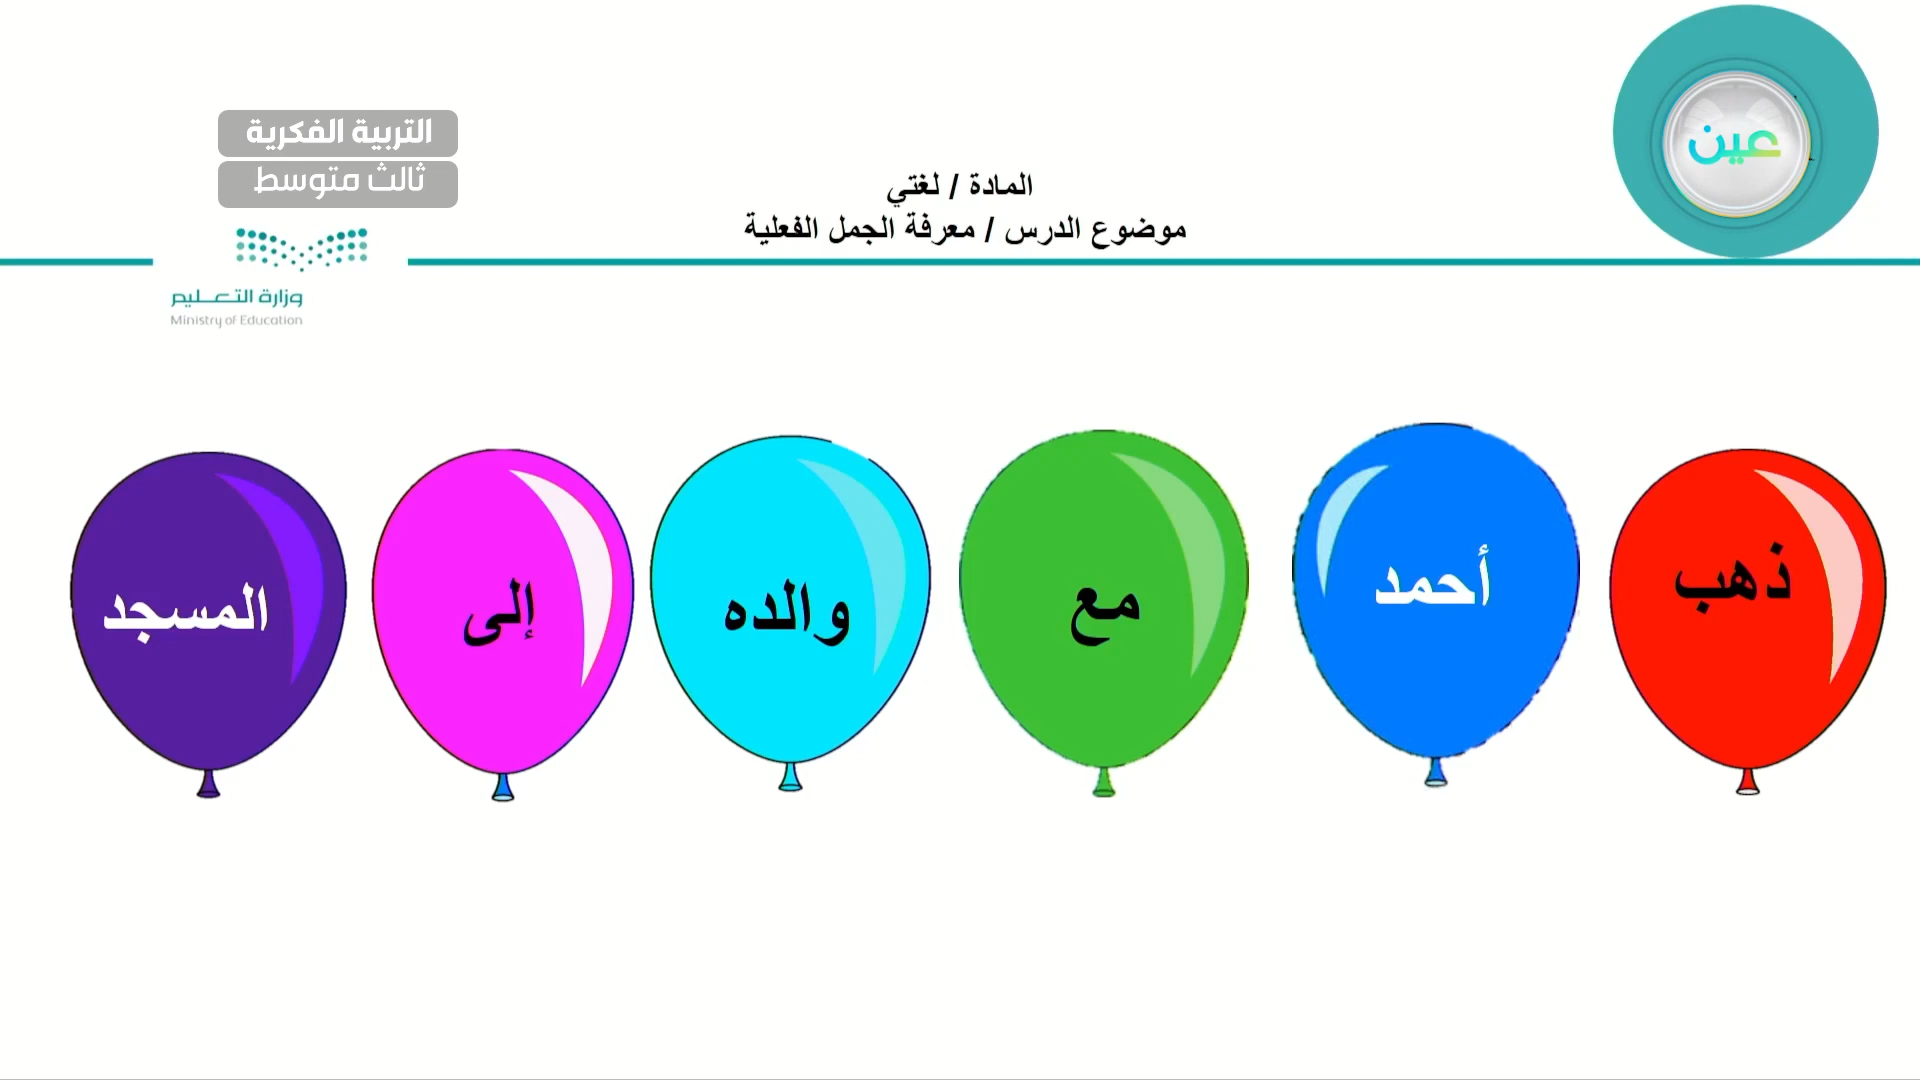 عين
التربية الفكرية
ثالث متوسط
المادة / لغتي
موضوع الدرس / معرفة الجمل الفعلية
وزارة التعليم
Ministry of Education
ذهب أحمد مع والده إلى المسجد